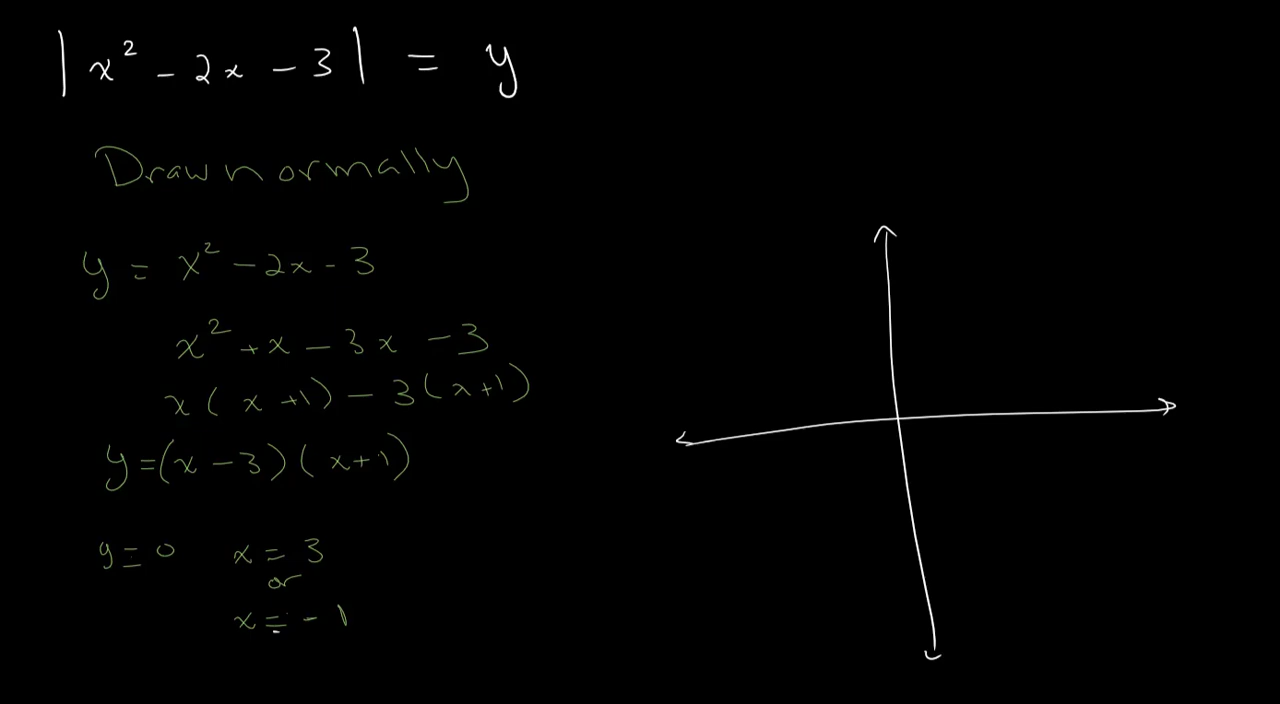 |x² - 2x - 3| = y
Draw normally
y = x² - 2x - 3
x² + x - 3x - 3
x(x+1) - 3(x+1)
y=(x-3)(x+1)
y=0 x=3
or
x=-1